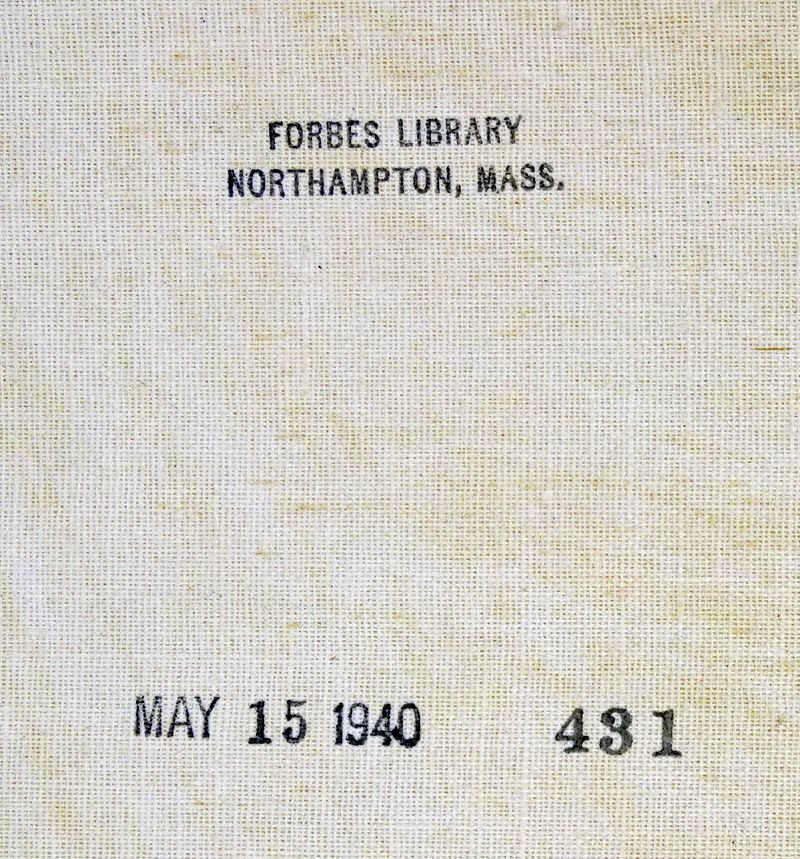 FORBES LIBRARY
NORTHAMPTON, MASS.
MAY 15 1940 431